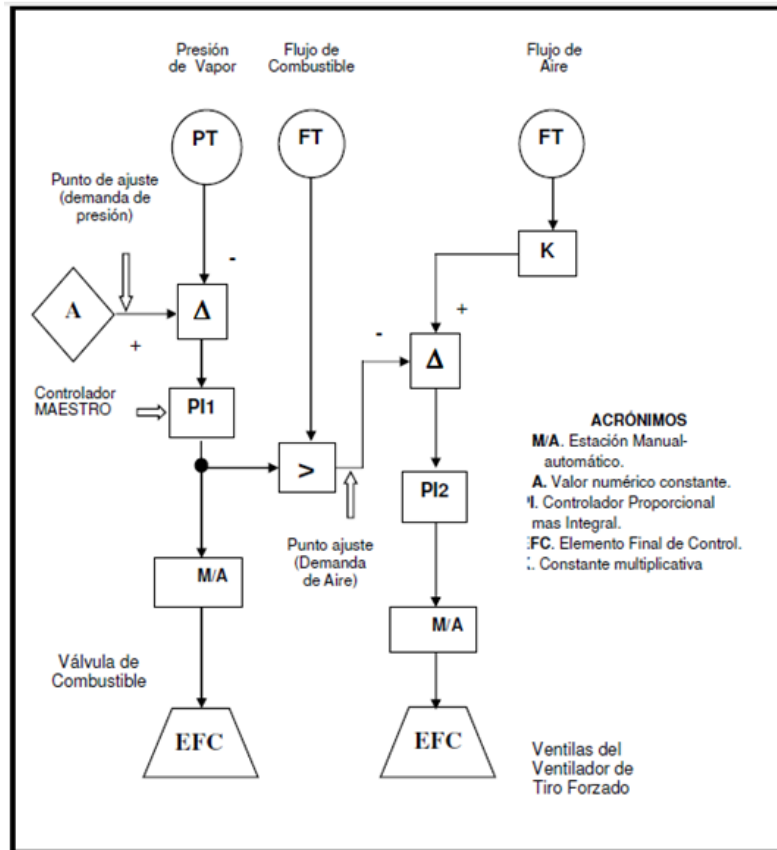 Presión
de Vapor
Flujo de
Combustible
Flujo de
Aire
PT
FT
FT
Punto de ajuste
(demanda de
presión)
K
-
A
Δ
+
+
-
Δ
Controlador
MAESTRO
PI1
>
PI2
ACRÓNIMOS
M/A. Estación Manual-
automático.
A. Valor numérico constante.
I. Controlador Proporcional
mas Integral.
FC. Elemento Final de Control.
. Constante multiplicativa
Punto ajuste
(Demanda
de Aire)
M/A
M/A
Válvula de
Combustible
EFC
EFC
Ventilas del
Ventilador de
Tiro Forzado